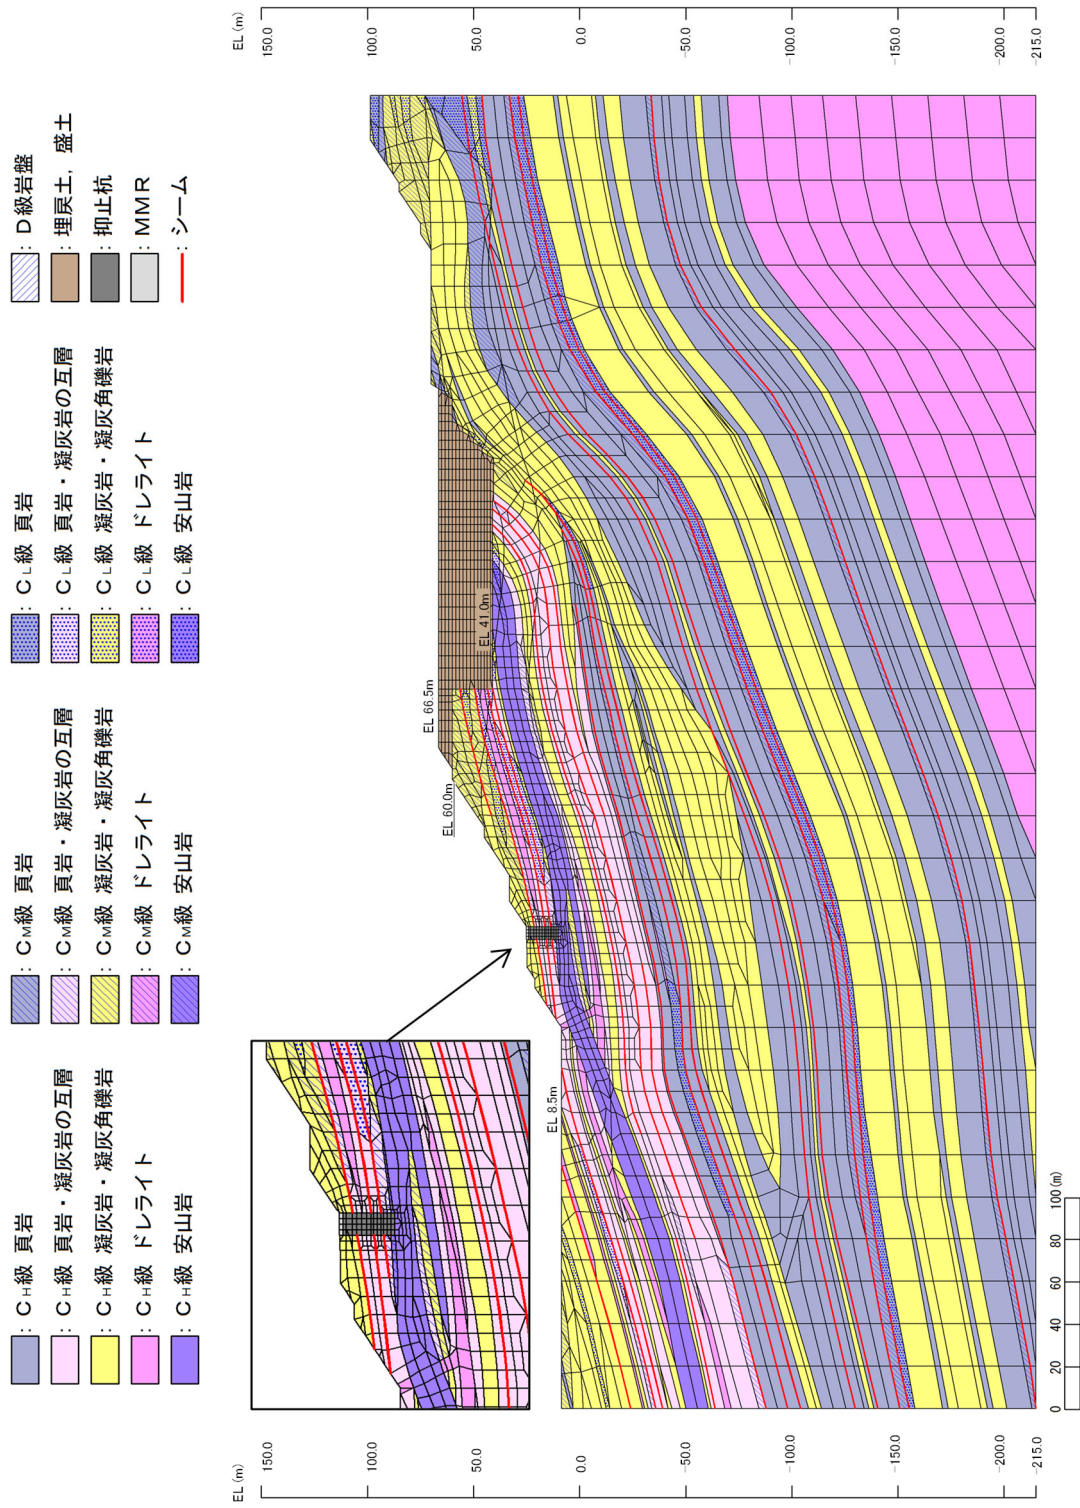 : CH級 頁岩
: CH級 頁岩・凝灰岩の互層
: CH級 凝灰岩・凝灰角礫岩
: CH級 ドレライト
: CH級 安山岩
: CM級 頁岩
: CM級 頁岩・凝灰岩の互層
: CM級 凝灰岩・凝灰角礫岩
: CM級 ドレライト
: CM級 安山岩
: CL級 頁岩
: CL級 頁岩・凝灰岩の互層
: CL級 凝灰岩・凝灰角礫岩
: CL級 ドレライト
: CL級 安山岩
: D級岩盤
: 埋戻土, 盛土
: 抑止杭
: MMR
: シーム
EL (m)
150.0
100.0
50.0
0.0
-50.0
-100.0
-150.0
-200.0
-215.0
EL 8.5m
EL 60.0m
EL 66.5m
EL 41.0m
EL (m)
150.0
100.0
50.0
0.0
-50.0
-100.0
-150.0
-200.0
-215.0
0 20 40 60 80 100 (m)